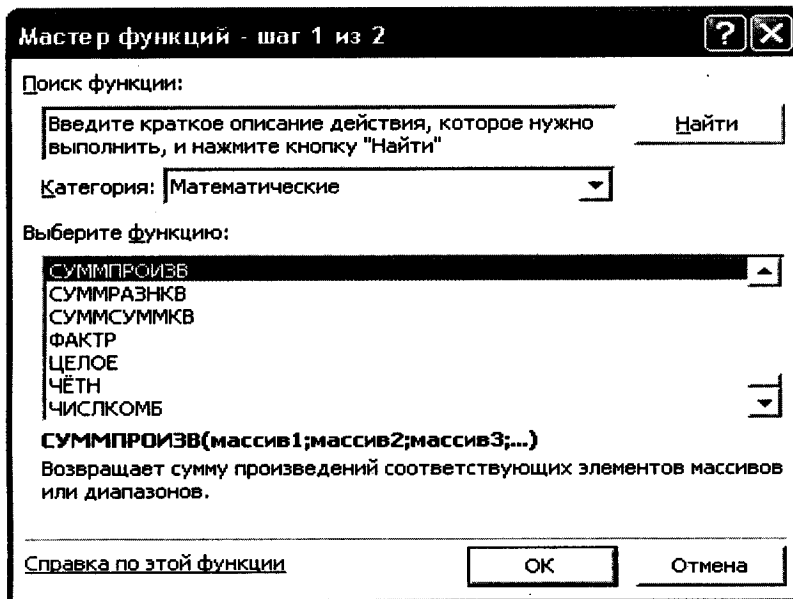 Мастер функций - шаг 1 из 2
Поиск функции:
Введите краткое описание действия, которое нужно
выполнить, и нажмите кнопку "Найти"
Найти
Категория: Математические
Выберите функцию:
СУММПРОИЗВ
СУММРАЗНКВ
СУММСУММКВ
ФАКТР
ЦЕЛОЕ
ЧЁТН
ЧИСЛКОМБ
СУММПРОИЗВ(массив1;массив2;массив3;...)
Возвращает сумму произведений соответствующих элементов массивов
или диапазонов.
Справка по этой функции
ОК
Отмена